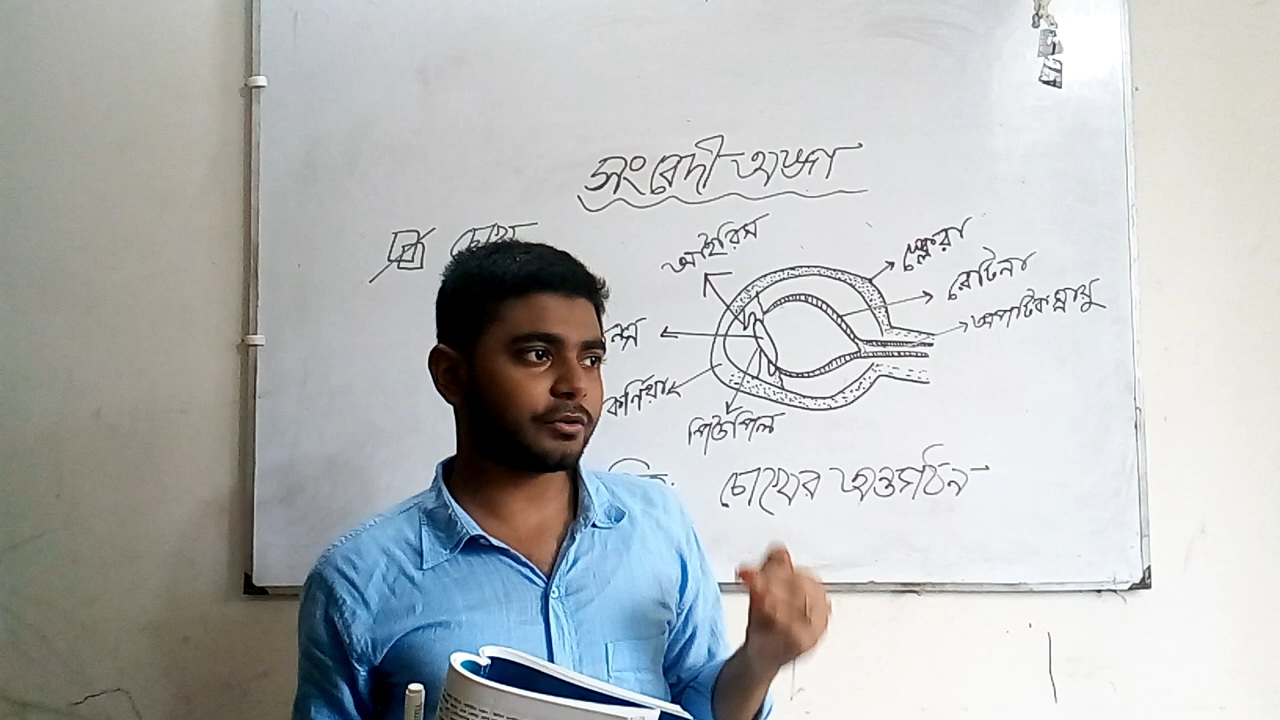 সংবেদী অঙ্গ
চোখ
আইরিস
স্ক্লেরা
রেটিনা
অপটিক স্নায়ু
ন্স
কর্ণিয়া
পিউপিল
চিত্র: চোখের অন্তর্গঠন